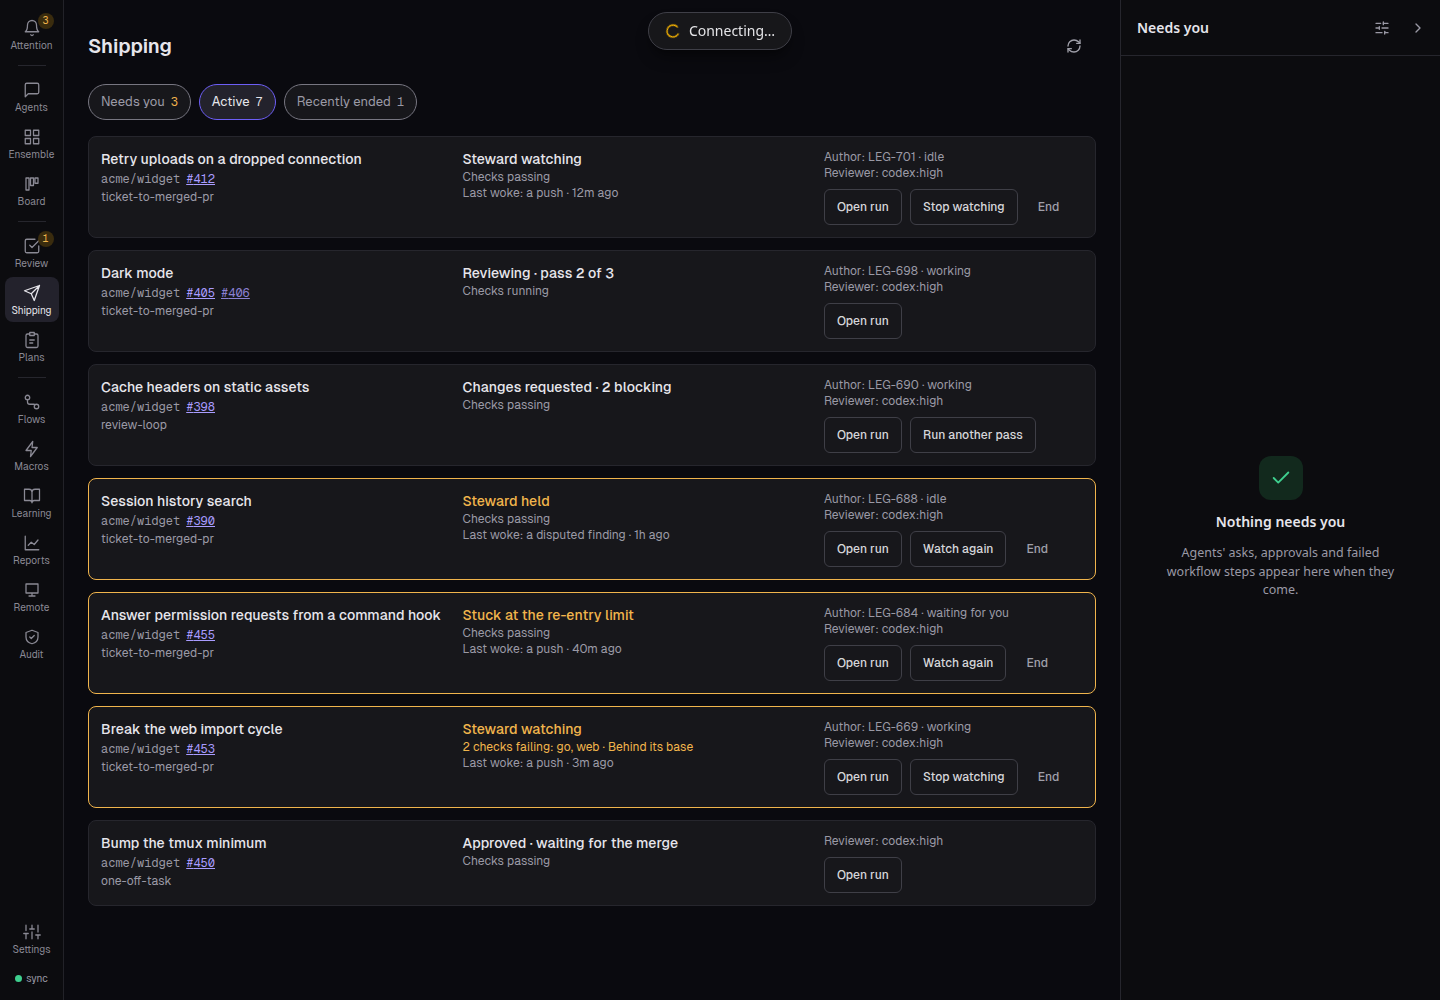 3
Attention
Agents
Ensemble
Board
1
Review
Shipping
Plans
Flows
Macros
Learning
Reports
Remote
Audit
Settings
sync
Connecting...
Shipping
Needs you 3
Active 7
Recently ended 1
Retry uploads on a dropped connection
acme/widget #412
ticket-to-merged-pr
Steward watching
Checks passing
Last woke: a push · 12m ago
Author: LEG-701 · idle
Reviewer: codex:high
Open run
Stop watching
End
Dark mode
acme/widget #405 #406
ticket-to-merged-pr
Reviewing · pass 2 of 3
Checks running
Author: LEG-698 · working
Reviewer: codex:high
Open run
Cache headers on static assets
acme/widget #398
review-loop
Changes requested · 2 blocking
Checks passing
Author: LEG-690 · working
Reviewer: codex:high
Open run
Run another pass
Session history search
acme/widget #390
ticket-to-merged-pr
Steward held
Checks passing
Last woke: a disputed finding · 1h ago
Author: LEG-688 · idle
Reviewer: codex:high
Open run
Watch again
End
Answer permission requests from a command hook
acme/widget #455
ticket-to-merged-pr
Stuck at the re-entry limit
Checks passing
Last woke: a push · 40m ago
Author: LEG-684 · waiting for you
Reviewer: codex:high
Open run
Watch again
End
Break the web import cycle
acme/widget #453
ticket-to-merged-pr
Steward watching
2 checks failing: go, web · Behind its base
Last woke: a push · 3m ago
Author: LEG-669 · working
Reviewer: codex:high
Open run
Stop watching
End
Bump the tmux minimum
acme/widget #450
one-off-task
Approved · waiting for the merge
Checks passing
Reviewer: codex:high
Open run
Needs you
Nothing needs you
Agents' asks, approvals and failed
workflow steps appear here when they
come.